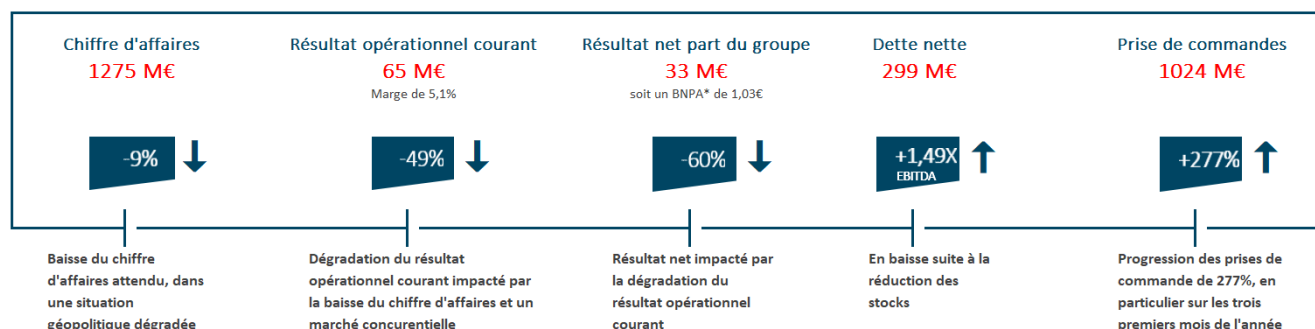 Chiffre d'affaires
1275 M€
-9%
Baisse du chiffre
d'affaires attendu, dans
une situation
géopolitique dégradée
Résultat opérationnel courant
65 M€
Marge de 5,1%
-49%
Dégradation du résultat
opérationnel courant impacté par
la baisse du chiffre d'affaires et un
marché concurentielle
Résultat net part du groupe
33 M€
soit un BNPA* de 1,03€
-60%
Résultat net impacté par
la dégradation du
résultat opérationnel
courant
Dette nette
299 M€
+1,49X
EBITDA
En baisse suite à la
réduction des
stocks
Prise de commandes
1024 M€
+277%
Progression des prises de
commande de 277%, en
particulier sur les trois
premiers mois de l'année